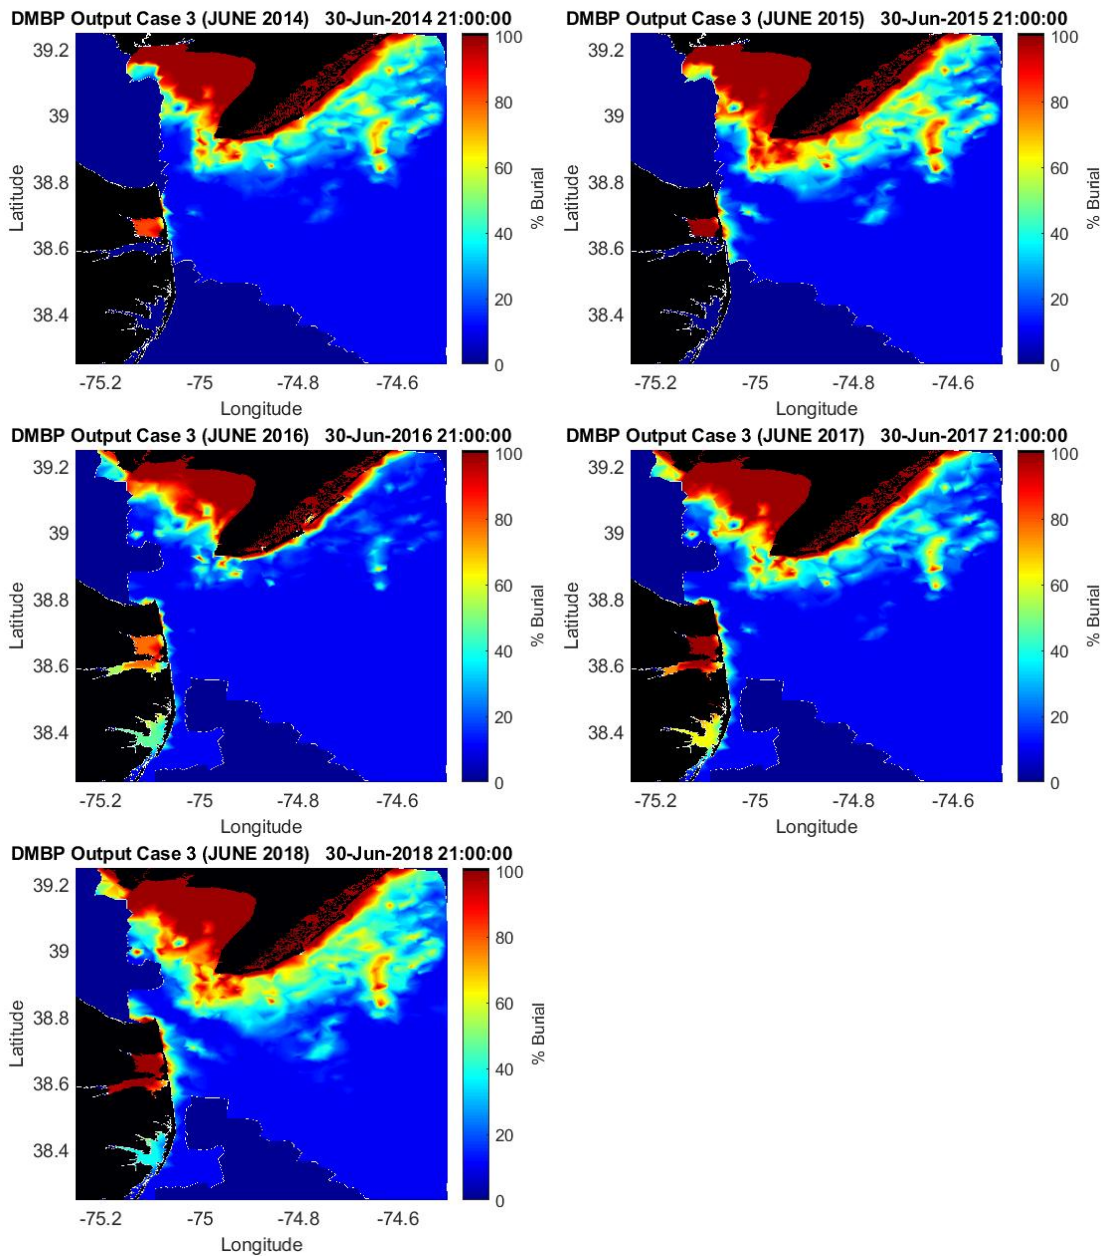 DMBP Output Case 3 (JUNE 2014) 30-Jun-2014 21:00:00
39.2
39
38.8
38.6
38.4
Latitude
-75.2 -75 -74.8 -74.6
Longitude
100
80
60
40
20
0
% Burial
DMBP Output Case 3 (JUNE 2015) 30-Jun-2015 21:00:00
39.2
39
38.8
38.6
38.4
Latitude
-75.2 -75 -74.8 -74.6
Longitude
100
80
60
40
20
0
% Burial
DMBP Output Case 3 (JUNE 2016) 30-Jun-2016 21:00:00
39.2
39
38.8
38.6
38.4
Latitude
-75.2 -75 -74.8 -74.6
Longitude
100
80
60
40
20
0
% Burial
DMBP Output Case 3 (JUNE 2017) 30-Jun-2017 21:00:00
39.2
39
38.8
38.6
38.4
Latitude
-75.2 -75 -74.8 -74.6
Longitude
100
80
60
40
20
0
% Burial
DMBP Output Case 3 (JUNE 2018) 30-Jun-2018 21:00:00
39.2
39
38.8
38.6
38.4
Latitude
-75.2 -75 -74.8 -74.6
Longitude
100
80
60
40
20
0
% Burial